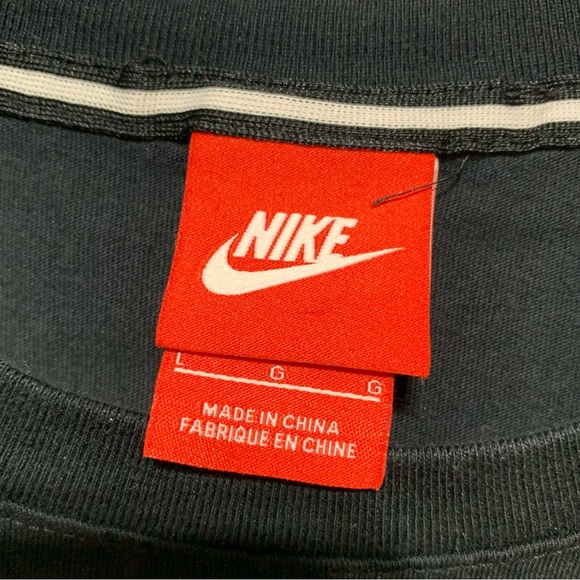 NIKE
L G G
MADE IN CHINA
FABRIQUE EN CHINE